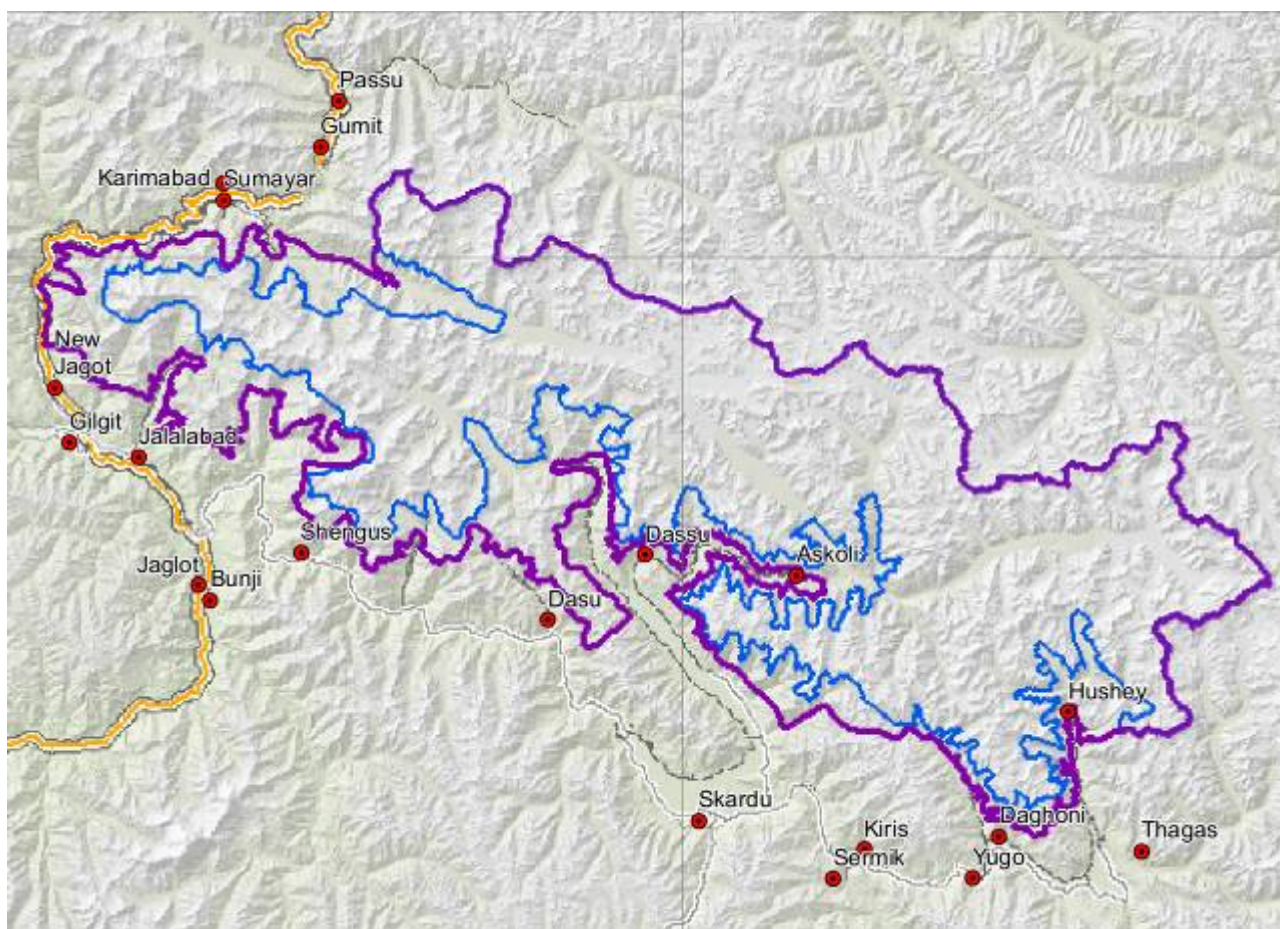 Passu
Gumit
Karimabad
Sumayar
New
Jagot
Gilgit
Jalalabad
Shengus
Jaglot
Bunji
Dassu
Askoli
Dasu
Hushey
Skardu
Daghoni
Kiris
Thagas
Sermik
Yugo